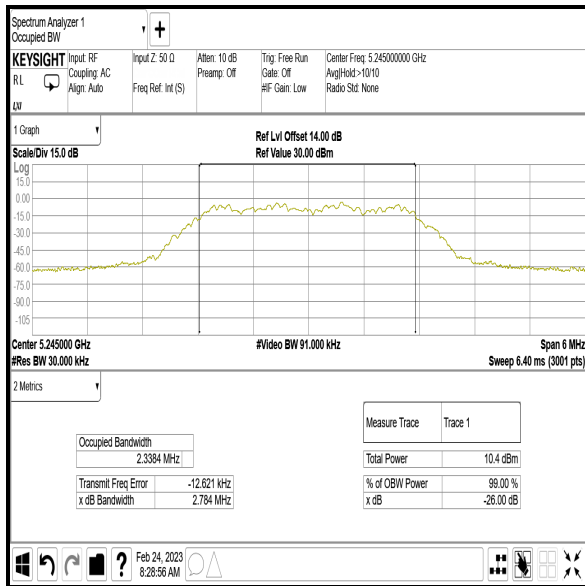 Spectrum Analyzer 1
Occupied BW
KEYSIGHT
RL
LXI
Input: RF
Coupling: AC
Align: Auto
Input Z: 50 Ω
Freq Ref: Int (S)
Atten: 10 dB
Preamp: Off
Trig: Free Run
Gate: Off
#IF Gain: Low
Center Freq: 5.245000000 GHz
Avg|Hold:>10/10
Radio Std: None
1 Graph
Scale/Div 15.0 dB
Ref Lvl Offset 14.00 dB
Ref Value 30.00 dBm
Log
15.0
0.00
-15.0
-30.0
-45.0
-60.0
-75.0
-90.0
-105
Center 5.245000 GHz
#Video BW 91.000 kHz
Span 6 MHz
#Res BW 30.000 kHz
Sweep 6.40 ms (3001 pts)
2 Metrics
Occupied Bandwidth
2.3384 MHz
Transmit Freq Error -12.621 kHz
x dB Bandwidth 2.784 MHz
Measure Trace Trace 1
Total Power 10.4 dBm
% of OBW Power 99.00 %
x dB -26.00 dB
?
Feb 24, 2023
8:28:56 AM